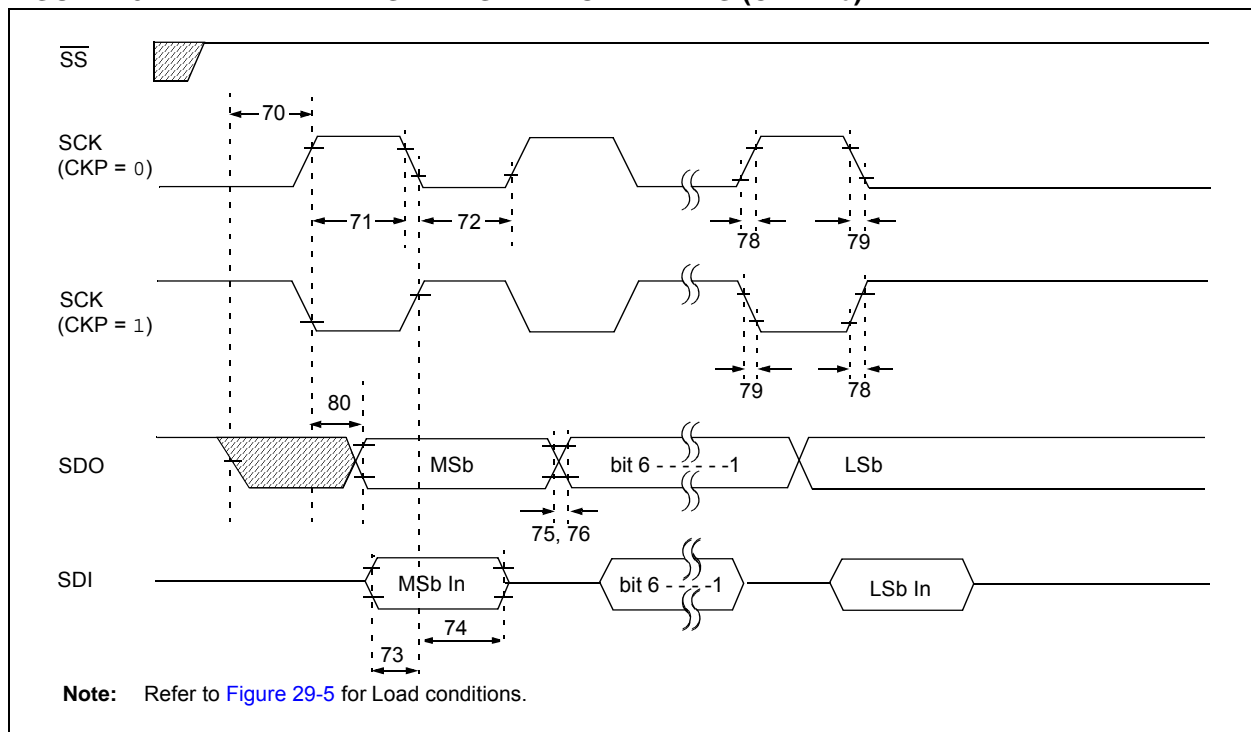 SS
70
SCK
(CKP = 0)
71
72
78
79
SCK
(CKP = 1)
79
78
80
SDO
MSb
bit 6 - - - - - -1
LSb
75, 76
SDI
MSb In
bit 6 - - - -1
LSb In
74
73
Note: Refer to Figure 29-5 for Load conditions.